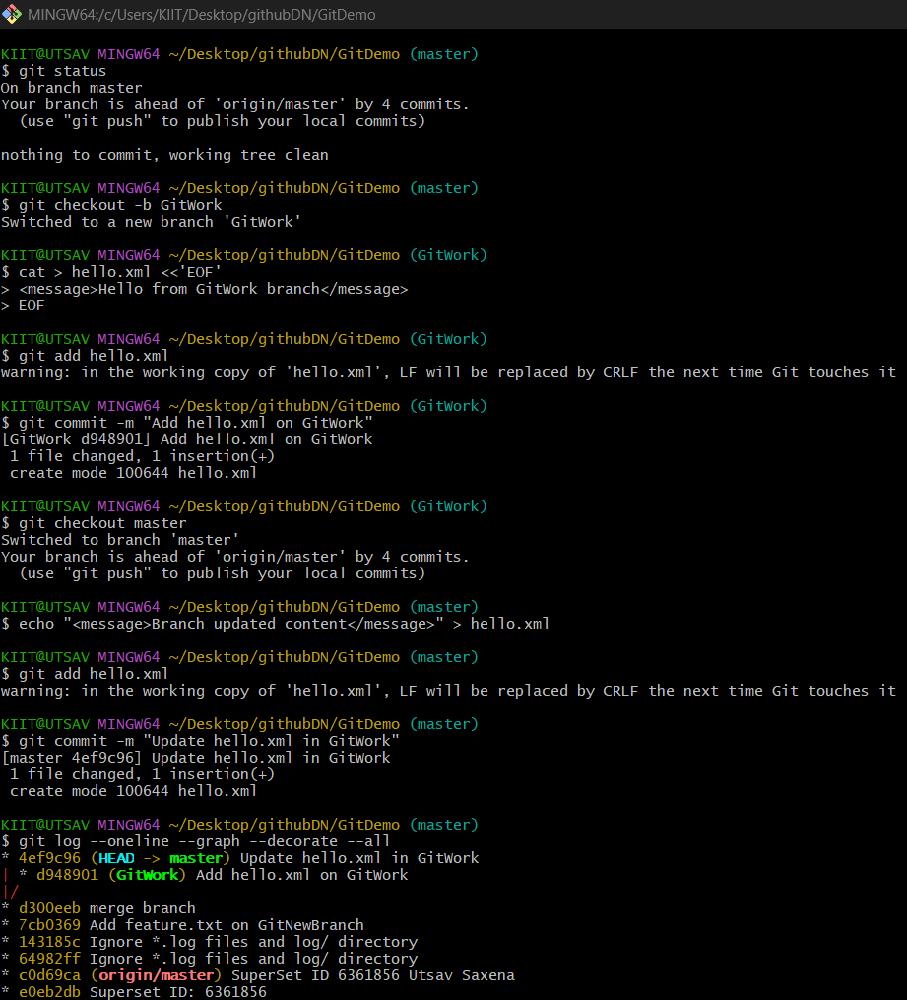 MINGW64:/c/Users/KIIT/Desktop/githubDN/GitDemo
KIIT@UTSAV MINGW64 ~/Desktop/githubDN/GitDemo (master)
$ git status
On branch master
Your branch is ahead of 'origin/master' by 4 commits.
  (use "git push" to publish your local commits)
nothing to commit, working tree clean
KIIT@UTSAV MINGW64 ~/Desktop/githubDN/GitDemo (master)
$ git checkout -b GitWork
Switched to a new branch 'GitWork'
KIIT@UTSAV MINGW64 ~/Desktop/githubDN/GitDemo (GitWork)
$ cat > hello.xml <<'EOF'
> <message>Hello from GitWork branch</message>
> EOF
KIIT@UTSAV MINGW64 ~/Desktop/githubDN/GitDemo (GitWork)
$ git add hello.xml
warning: in the working copy of 'hello.xml', LF will be replaced by CRLF the next time Git touches it
KIIT@UTSAV MINGW64 ~/Desktop/githubDN/GitDemo (GitWork)
$ git commit -m "Add hello.xml on GitWork"
[GitWork d948901] Add hello.xml on GitWork
 1 file changed, 1 insertion(+)
 create mode 100644 hello.xml
KIIT@UTSAV MINGW64 ~/Desktop/githubDN/GitDemo (GitWork)
$ git checkout master
Switched to branch 'master'
Your branch is ahead of 'origin/master' by 4 commits.
  (use "git push" to publish your local commits)
KIIT@UTSAV MINGW64 ~/Desktop/githubDN/GitDemo (master)
$ echo "<message>Branch updated content</message>" > hello.xml
KIIT@UTSAV MINGW64 ~/Desktop/githubDN/GitDemo (master)
$ git add hello.xml
warning: in the working copy of 'hello.xml', LF will be replaced by CRLF the next time Git touches it
KIIT@UTSAV MINGW64 ~/Desktop/githubDN/GitDemo (master)
$ git commit -m "Update hello.xml in GitWork"
[master 4ef9c96] Update hello.xml in GitWork
 1 file changed, 1 insertion(+)
 create mode 100644 hello.xml
KIIT@UTSAV MINGW64 ~/Desktop/githubDN/GitDemo (master)
$ git log --oneline --graph --decorate --all
* 4ef9c96 (HEAD -> master) Update hello.xml in GitWork
| * d948901 (GitWork) Add hello.xml on GitWork
|/
* d300eeb merge branch
* 7cb0369 Add feature.txt on GitNewBranch
* 143185c Ignore *.log files and log/ directory
* 64982ff Ignore *.log files and log/ directory
* c0d69ca (origin/master) SuperSet ID 6361856 Utsav Saxena
* e0eb2db Superset ID: 6361856